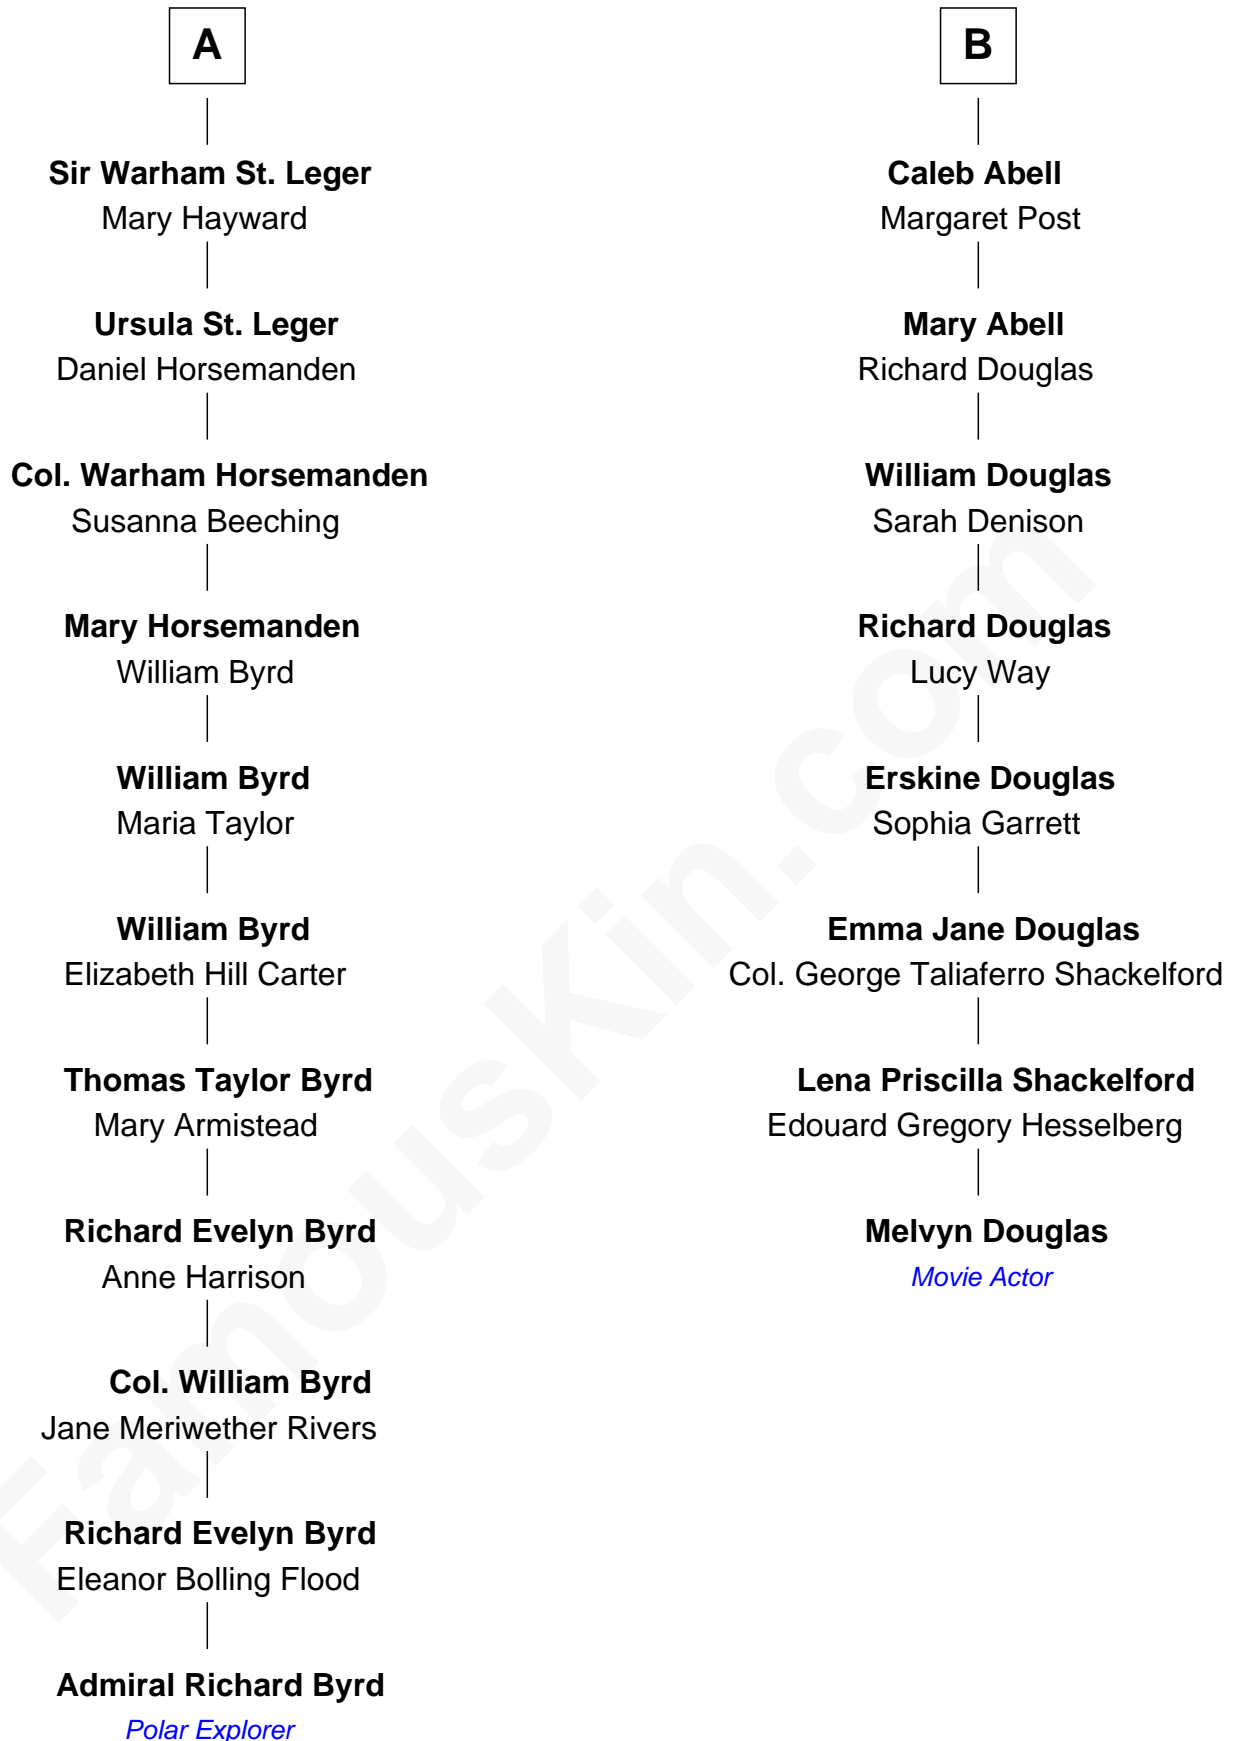 A
Sir Warham St. Leger
Mary Hayward
Ursula St. Leger
Daniel Horsemanden
Col. Warham Horsemanden
Susanna Beeching
Mary Horsemanden
William Byrd
William Byrd
Maria Taylor
William Byrd
Elizabeth Hill Carter
Thomas Taylor Byrd
Mary Armistead
Richard Evelyn Byrd
Anne Harrison
Col. William Byrd
Jane Meriwether Rivers
Richard Evelyn Byrd
Eleanor Bolling Flood
Admiral Richard Byrd
Polar Explorer
B
Caleb Abell
Margaret Post
Mary Abell
Richard Douglas
William Douglas
Sarah Denison
Richard Douglas
Lucy Way
Erskine Douglas
Sophia Garrett
Emma Jane Douglas
Col. George Taliaferro Shackelford
Lena Priscilla Shackelford
Edouard Gregory Hesselberg
Melvyn Douglas
Movie Actor
FamousKin.com